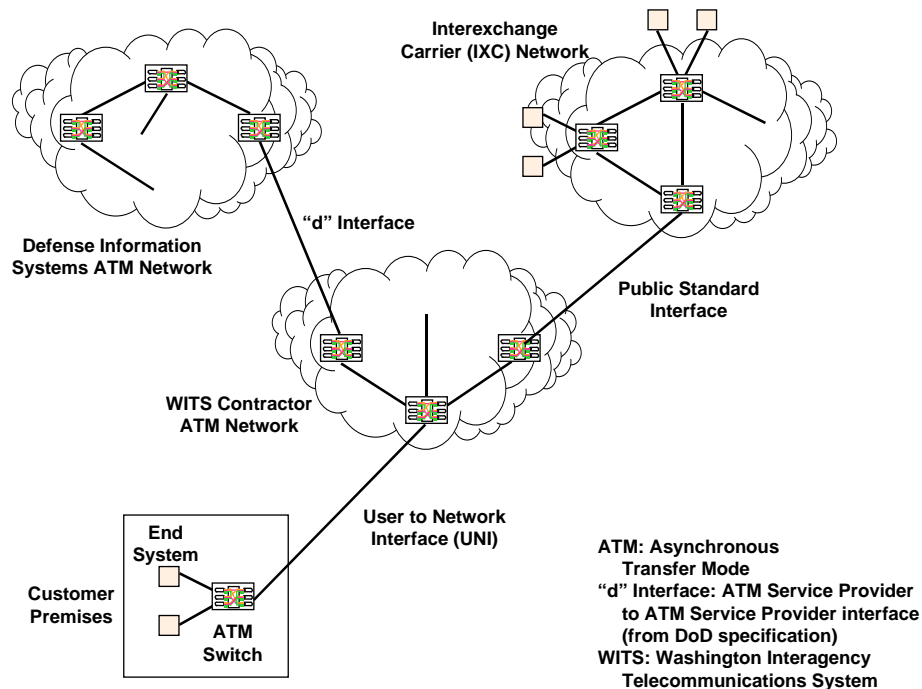 Interexchange
Carrier (IXC) Network
“d” Interface
Defense Information
Systems ATM Network
Public Standard
Interface
WITS Contractor
ATM Network
User to Network
Interface (UNI)
End
System
Customer
Premises
ATM
Switch
ATM: Asynchronous
Transfer Mode
“d” Interface: ATM Service Provider
to ATM Service Provider interface
(from DoD specification)
WITS: Washington Interagency
Telecommunications System